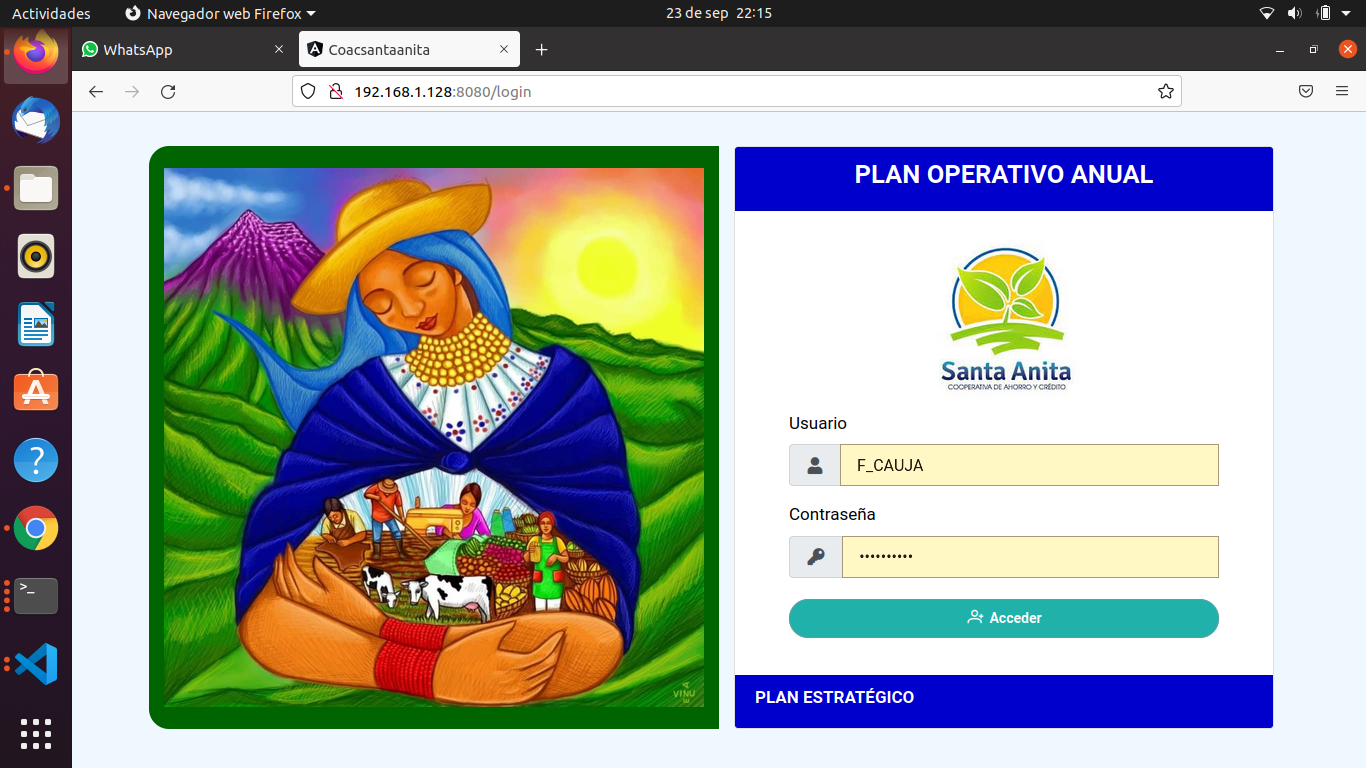 Actividades
Navegador web Firefox
23 de sep 22:15
WhatsApp
Coacsantaanita
192.168.1.128:8080/login
PLAN OPERATIVO ANUAL
Santa Anita
COOPERATIVA DE AHORRO Y CRÉDITO
Usuario
F_CAUJA
Contraseña
••••••••••
Acceder
PLAN ESTRATÉGICO